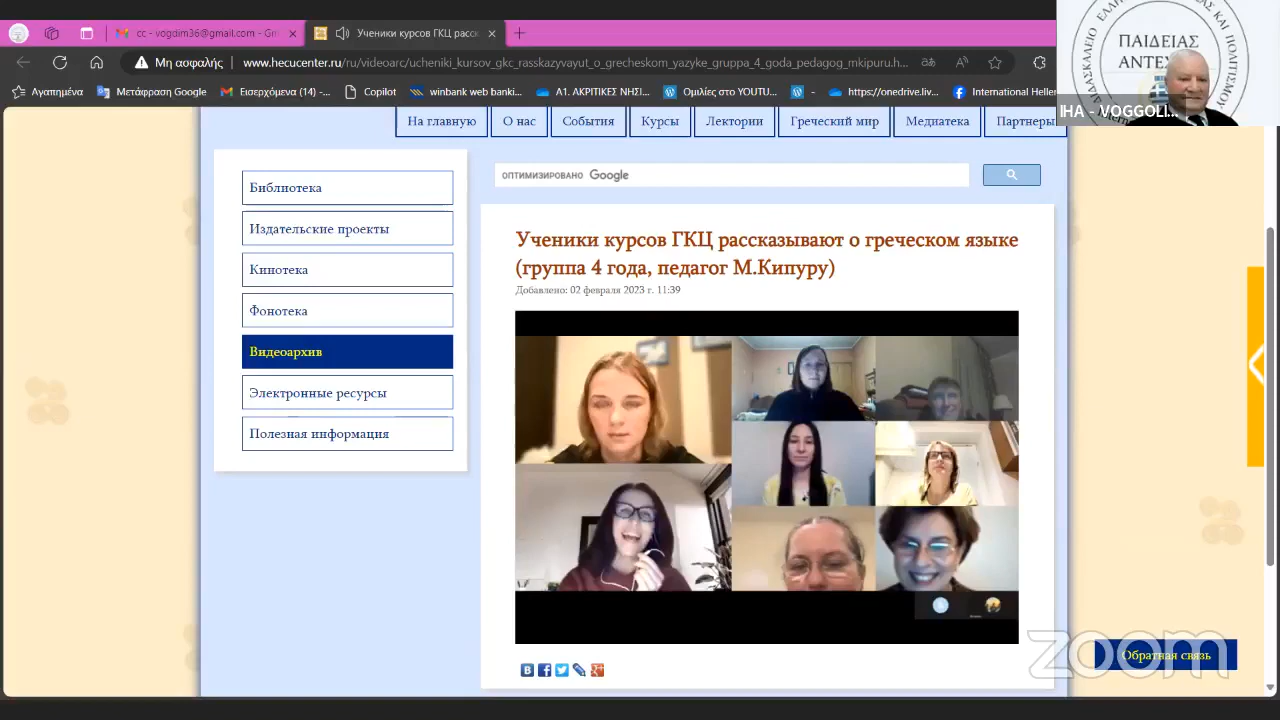 cc - vogdim36@gmail.com - Gm
Ученики курсов ГКЦ расск
Μη ασφαλής
www.hecucenter.ru/ru/videoarc/ucheniki_kursov_gkc_rasskazyvayut_o_grecheskom_yazyke_gruppa_4_goda_pedagog_mkipuru.h...
Αγαπημένα
Μετάφραση Google
Εισερχόμενα (14) -...
Copilot
winbank web banki...
Α1. ΑΚΡΙΤΙΚΕΣ ΝΗΣΙ...
Ομιλίες στο YOUTU...
-
https://onedrive.liv...
International Heller
ΠΑΙΔΕΙΑΣ
IHA - VOGGOLI...
На главную
О нас
События
Курсы
Лектории
Греческий мир
Медиатека
Партнеры
Библиотека
Издательские проекты
Кинотека
Фонотека
Видеоархив
Электронные ресурсы
Полезная информация
ОПТИМИЗИРОВАНО Google
Ученики курсов ГКЦ рассказывают о греческом языке
(группа 4 года, педагог М.Кипуру)
Добавлено: 02 февраля 2023 г. 11:39
Обратная связь
zoom